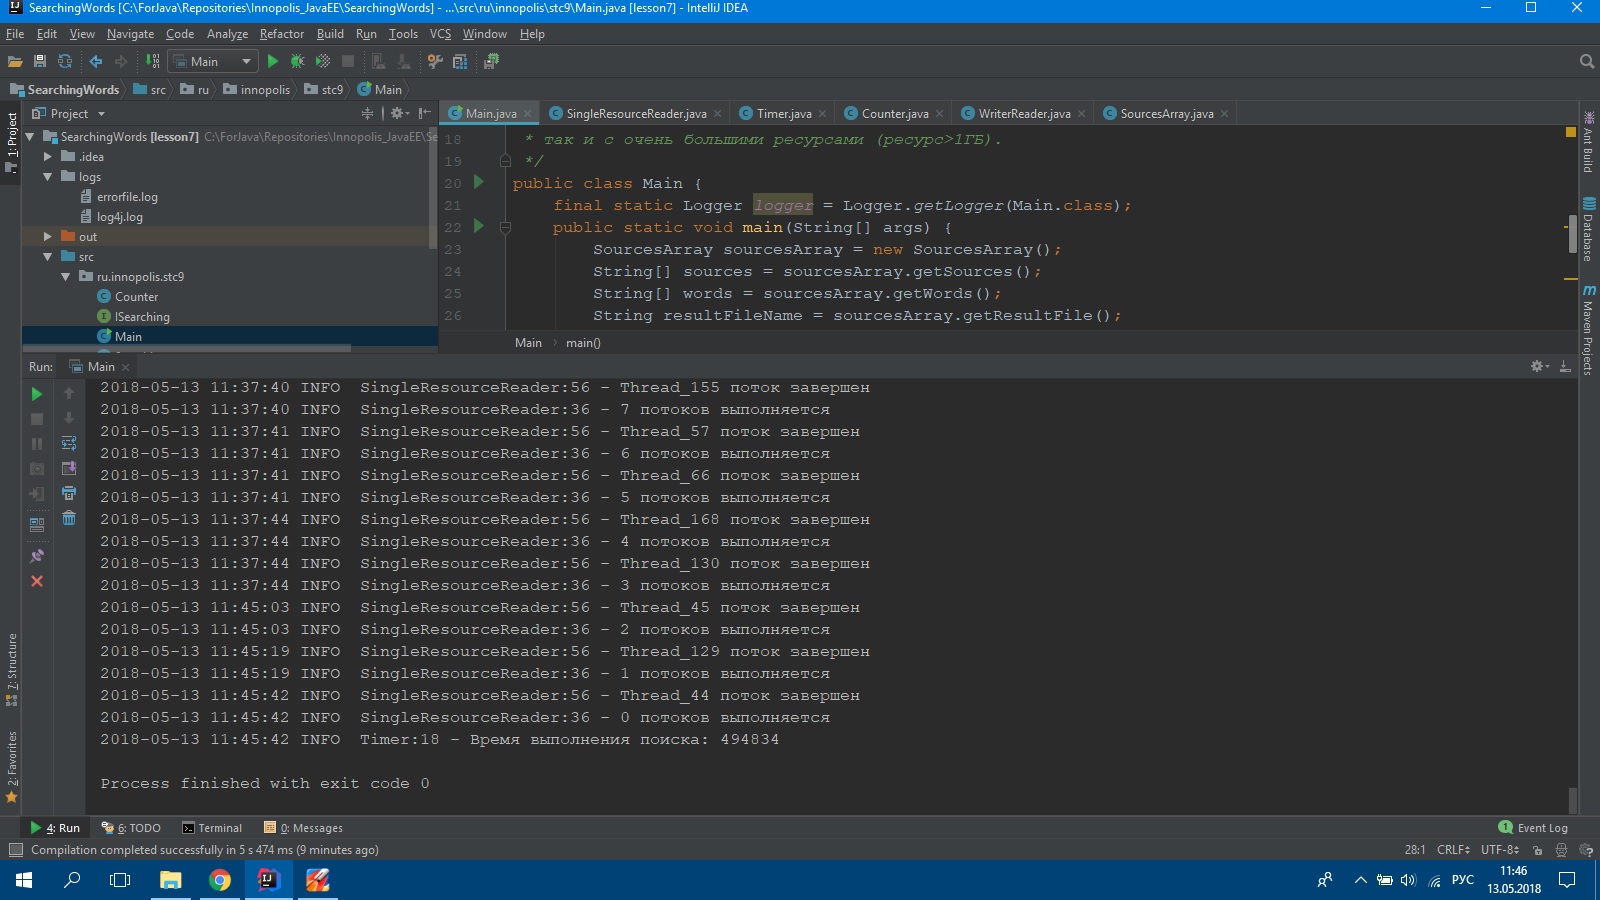 SearchingWords [C:\ForJava\Repositories\Innopolis_JavaEE\SearchingWords] - ...\src\ru\innopolis\stc9\Main.java [lesson7] - IntelliJ IDEA
File Edit View Navigate Code Analyze Refactor Build Run Tools VCS Window Help
Main
SearchingWords src ru innopolis stc9 Main
1: Project
Project
SearchingWords [lesson7] C:\ForJava\Repositories\Innopolis_JavaEE\Se
.idea
logs
errorfile.log
log4j.log
out
src
ru.innopolis.stc9
Counter
ISearching
Main
Main.java SingleResourceReader.java Timer.java Counter.java WriterReader.java SourcesArray.java
18 * так и с очень большими ресурсами (ресурс>1ГБ).
19 */
20 public class Main {
21 final static Logger logger = Logger.getLogger(Main.class);
22 public static void main(String[] args) {
23 SourcesArray sourcesArray = new SourcesArray();
24 String[] sources = sourcesArray.getSources();
25 String[] words = sourcesArray.getWords();
26 String resultFileName = sourcesArray.getResultFile();
Main main()
Ant Build
Database
Maven Projects
Run: Main
2018-05-13 11:37:40 INFO SingleResourceReader:56 - Thread_155 поток завершен
2018-05-13 11:37:40 INFO SingleResourceReader:36 - 7 потоков выполняется
2018-05-13 11:37:41 INFO SingleResourceReader:56 - Thread_57 поток завершен
2018-05-13 11:37:41 INFO SingleResourceReader:36 - 6 потоков выполняется
2018-05-13 11:37:41 INFO SingleResourceReader:56 - Thread_66 поток завершен
2018-05-13 11:37:41 INFO SingleResourceReader:36 - 5 потоков выполняется
2018-05-13 11:37:44 INFO SingleResourceReader:56 - Thread_168 поток завершен
2018-05-13 11:37:44 INFO SingleResourceReader:36 - 4 потоков выполняется
2018-05-13 11:37:44 INFO SingleResourceReader:56 - Thread_130 поток завершен
2018-05-13 11:37:44 INFO SingleResourceReader:36 - 3 потоков выполняется
2018-05-13 11:45:03 INFO SingleResourceReader:56 - Thread_45 поток завершен
2018-05-13 11:45:03 INFO SingleResourceReader:36 - 2 потоков выполняется
2018-05-13 11:45:19 INFO SingleResourceReader:56 - Thread_129 поток завершен
2018-05-13 11:45:19 INFO SingleResourceReader:36 - 1 потоков выполняется
2018-05-13 11:45:42 INFO SingleResourceReader:56 - Thread_44 поток завершен
2018-05-13 11:45:42 INFO SingleResourceReader:36 - 0 потоков выполняется
2018-05-13 11:45:42 INFO Timer:18 - Время выполнения поиска: 494834
Process finished with exit code 0
7: Structure
2: Favorites
4: Run 6: TODO Terminal 0: Messages 1 Event Log
Compilation completed successfully in 5 s 474 ms (9 minutes ago) 28:1 CRLF UTF-8
РУС 11:46
13.05.2018